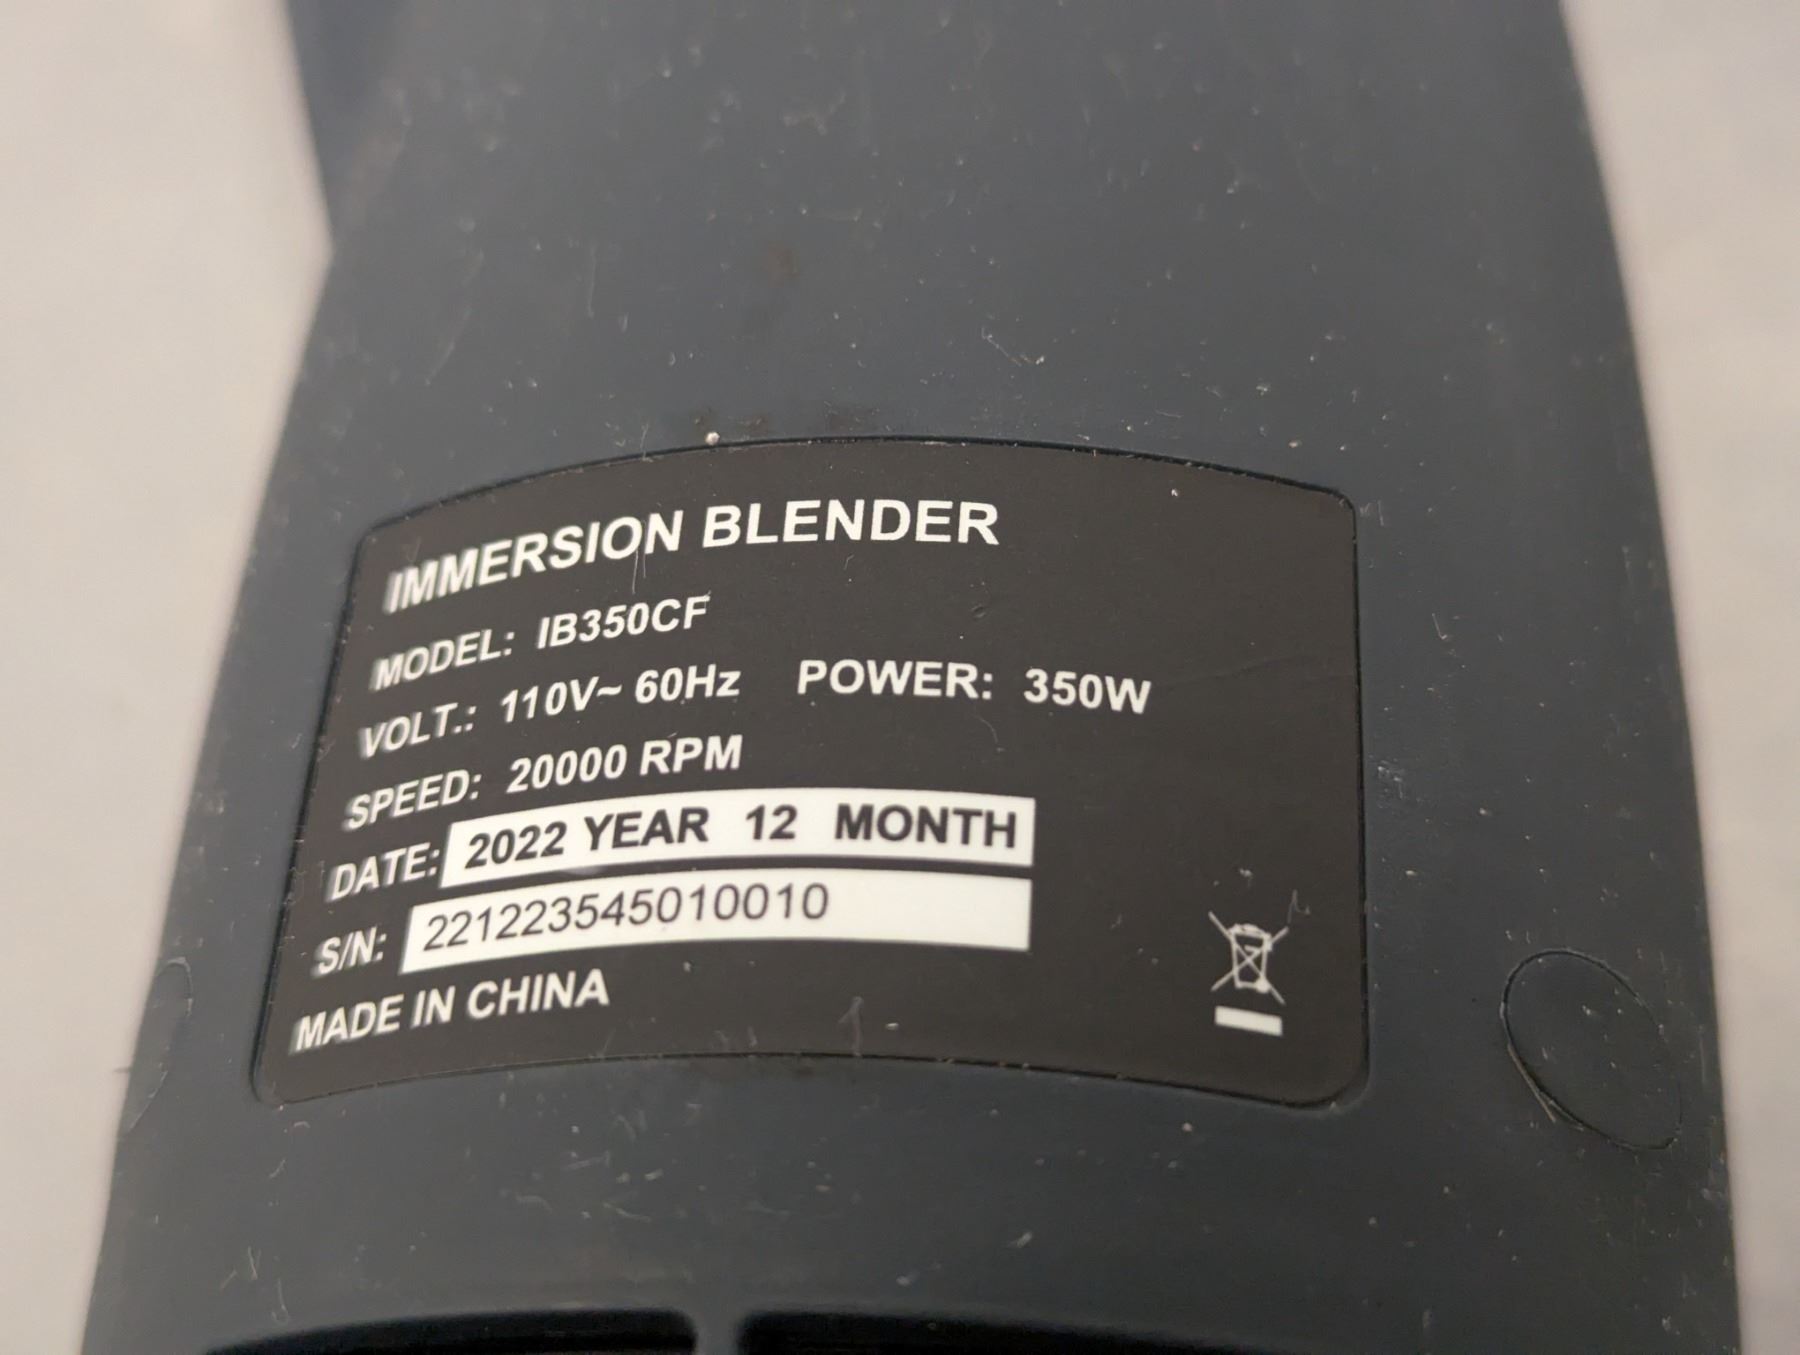 IMMERSION BLENDER
MODEL: IB350CF
VOLT.: 110V~ 60Hz POWER: 350W
SPEED: 20000 RPM
DATE: 2022 YEAR 12 MONTH
S/N: 221223545010010
MADE IN CHINA